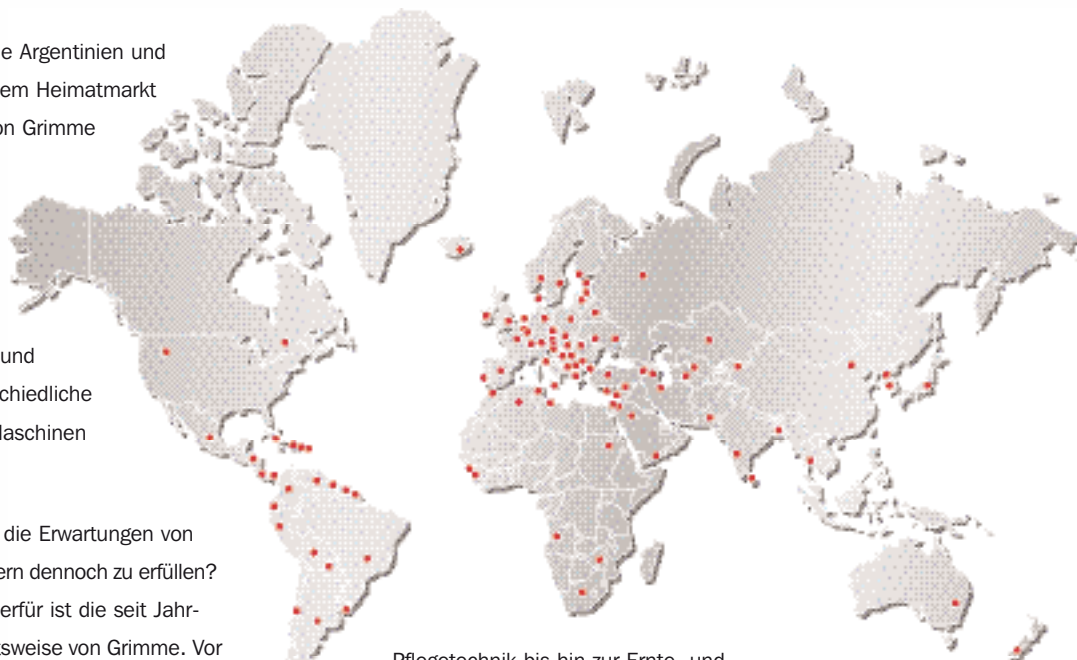 e Argentinien und
em Heimatmarkt
on Grimme
und
schiedliche
Maschinen
die Erwartungen von
ern dennoch zu erfüllen?
erfür ist die seit Jahr-
tsweise von Grimme. Vor
Pflegetechnik bis hin zur Ernte- und